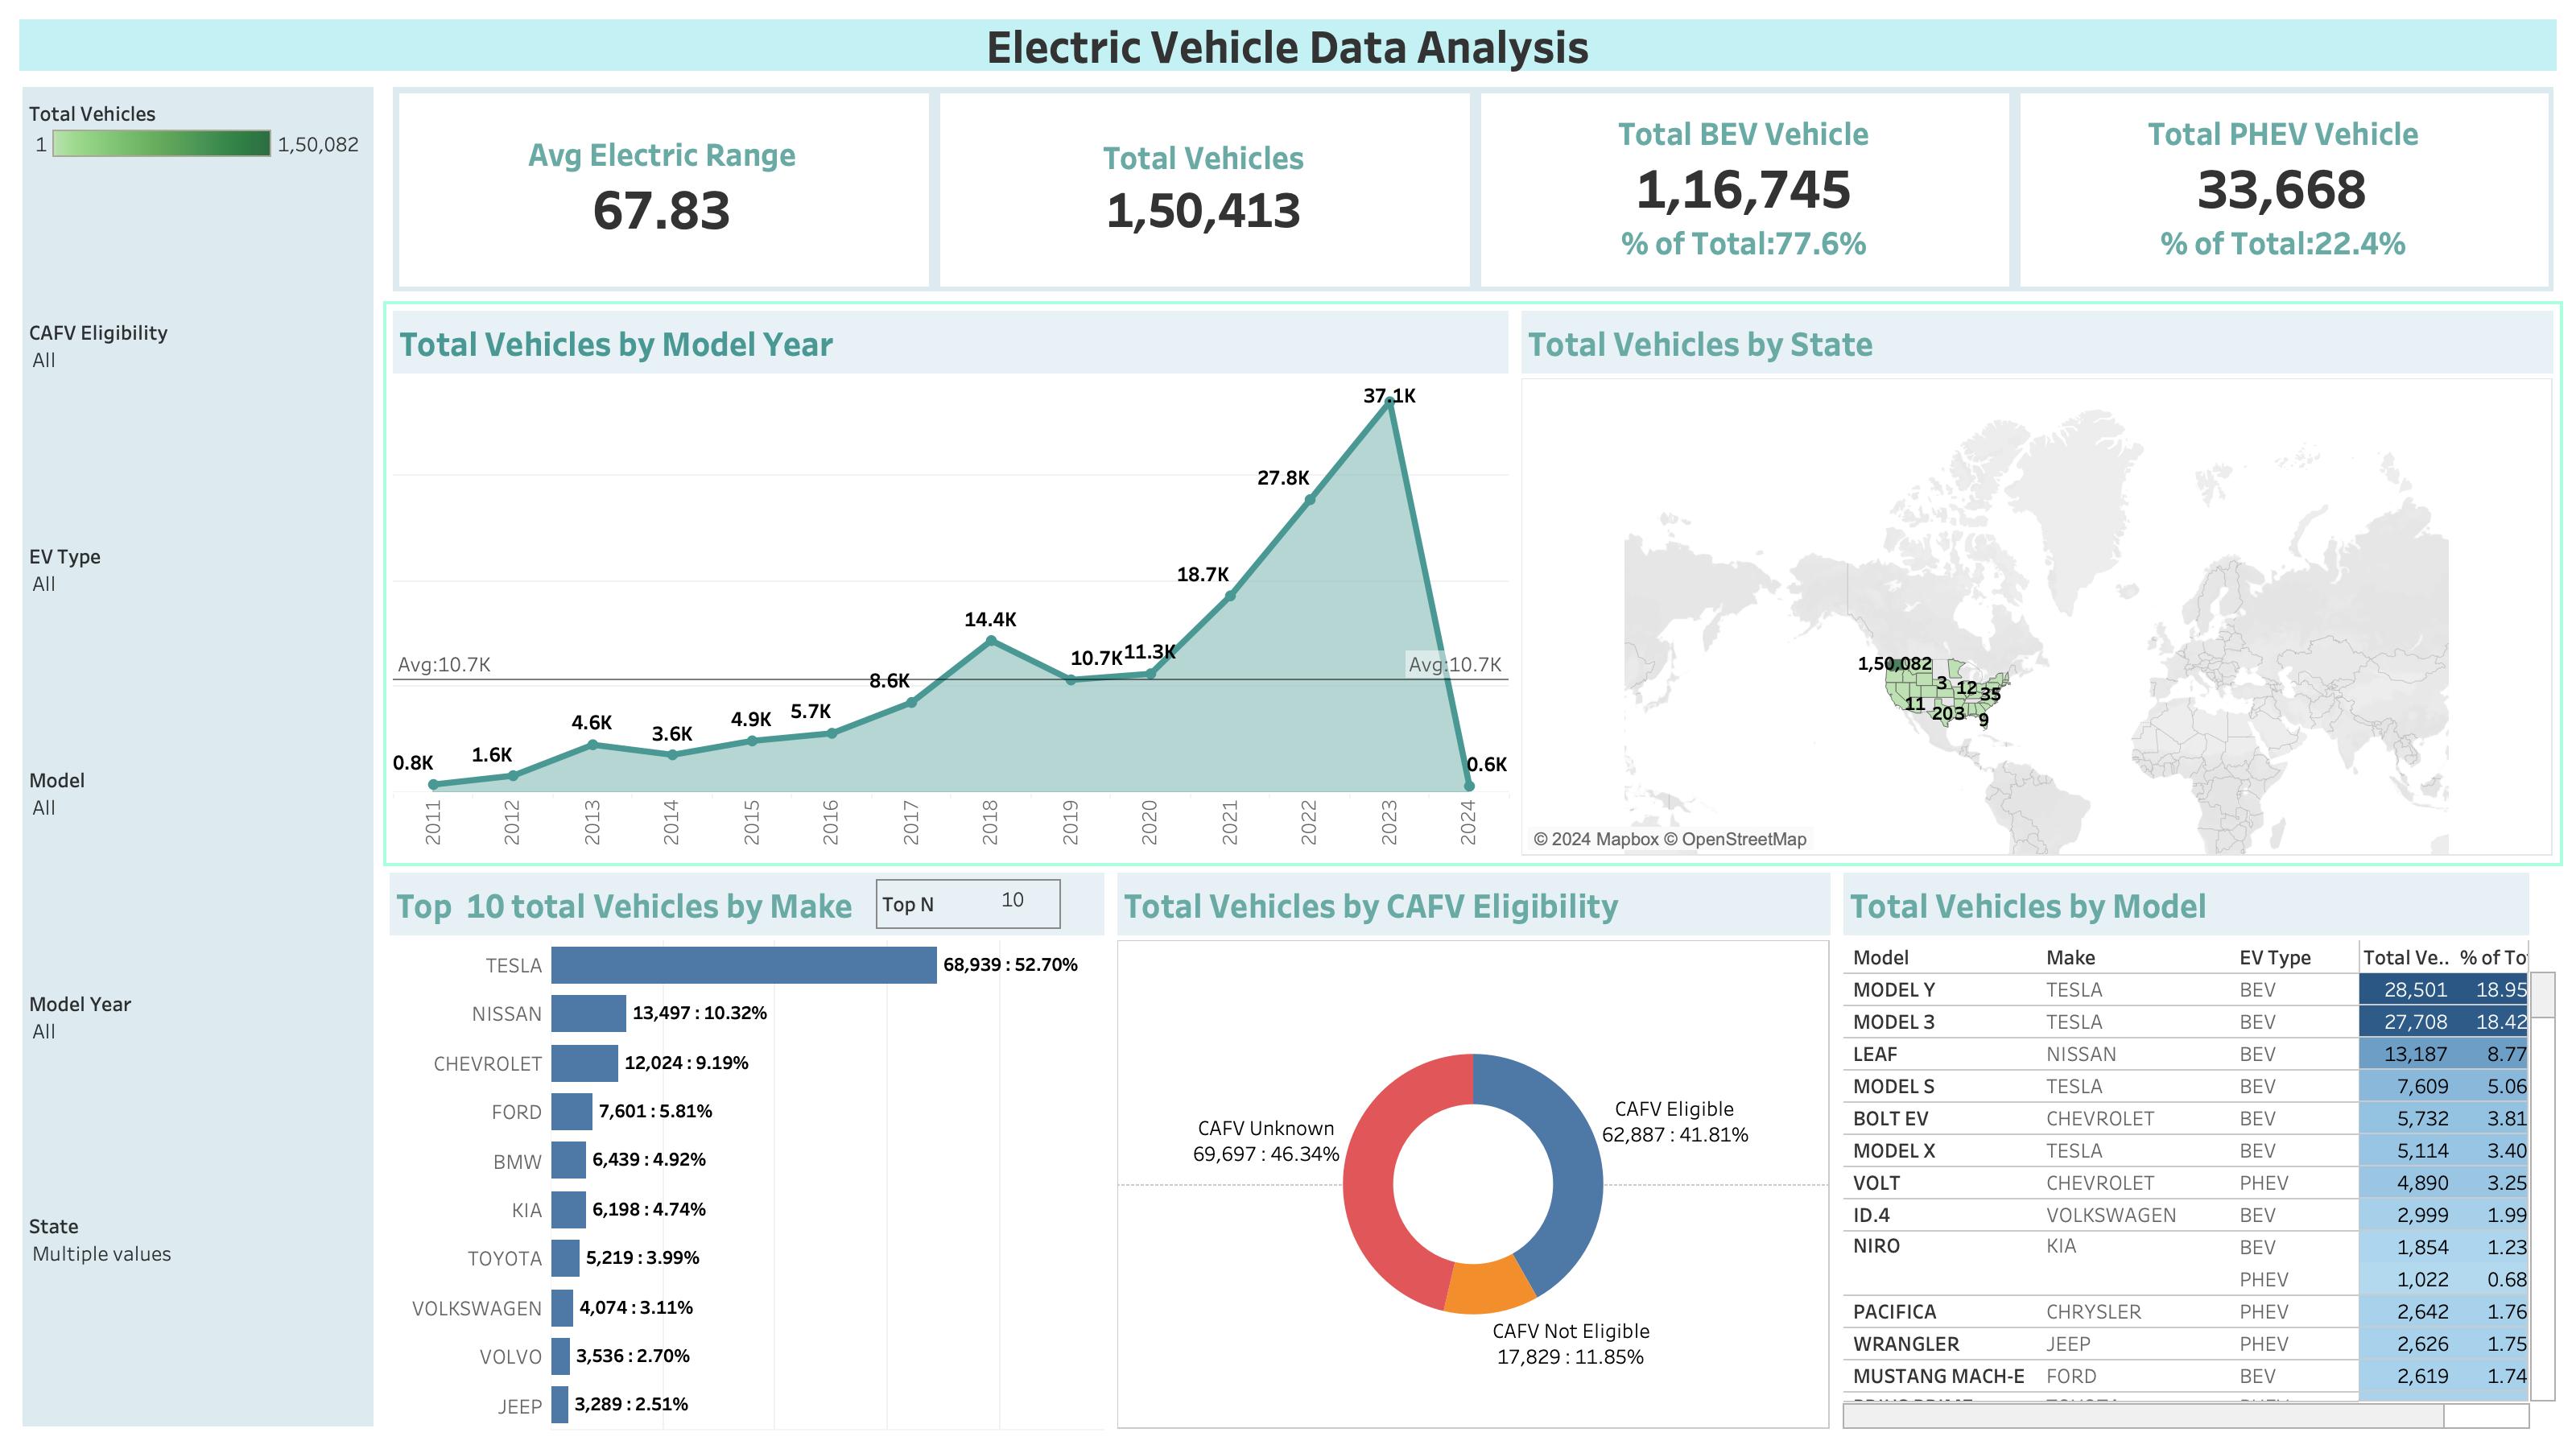 Electric Vehicle Data Analysis
Total Vehicles
1 1,50,082
CAFV Eligibility
All
EV Type
All
Model
All
Model Year
All
State
Multiple values
Avg Electric Range
67.83
Total Vehicles
1,50,413
Total BEV Vehicle
1,16,745
% of Total:77.6%
Total PHEV Vehicle
33,668
% of Total:22.4%
Total Vehicles by Model Year
37.1K
27.8K
18.7K
14.4K
10.7K 11.3K
Avg:10.7K Avg:10.7K
8.6K
5.7K
4.9K
4.6K
3.6K
1.6K
0.8K
0.6K
2011 2012 2013 2014 2015 2016 2017 2018 2019 2020 2021 2022 2023 2024
Total Vehicles by State
1,50,082
3 12 35
11 203 9
© 2024 Mapbox © OpenStreetMap
Top 10 total Vehicles by Make
Top N 10
TESLA 68,939 : 52.70%
NISSAN 13,497 : 10.32%
CHEVROLET 12,024 : 9.19%
FORD 7,601 : 5.81%
BMW 6,439 : 4.92%
KIA 6,198 : 4.74%
TOYOTA 5,219 : 3.99%
VOLKSWAGEN 4,074 : 3.11%
VOLVO 3,536 : 2.70%
JEEP 3,289 : 2.51%
Total Vehicles by CAFV Eligibility
CAFV Eligible
62,887 : 41.81%
CAFV Unknown
69,697 : 46.34%
CAFV Not Eligible
17,829 : 11.85%
Total Vehicles by Model
Model Make EV Type Total Ve.. % of To
MODEL Y TESLA BEV 28,501 18.95
MODEL 3 TESLA BEV 27,708 18.42
LEAF NISSAN BEV 13,187 8.77
MODEL S TESLA BEV 7,609 5.06
BOLT EV CHEVROLET BEV 5,732 3.81
MODEL X TESLA BEV 5,114 3.40
VOLT CHEVROLET PHEV 4,890 3.25
ID.4 VOLKSWAGEN BEV 2,999 1.99
NIRO KIA BEV 1,854 1.23
PHEV 1,022 0.68
PACIFICA CHRYSLER PHEV 2,642 1.76
WRANGLER JEEP PHEV 2,626 1.75
MUSTANG MACH-E FORD BEV 2,619 1.74